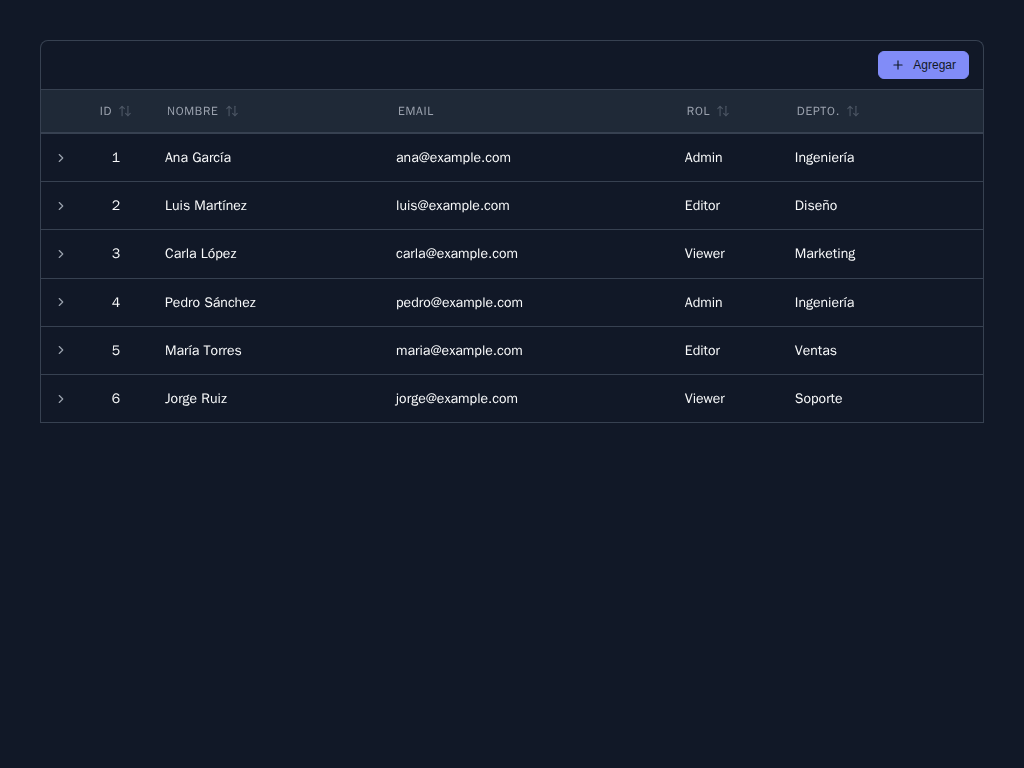 Agregar
ID NOMBRE EMAIL ROL DEPTO.
1 Ana García ana@example.com Admin Ingeniería
2 Luis Martínez luis@example.com Editor Diseño
3 Carla López carla@example.com Viewer Marketing
4 Pedro Sánchez pedro@example.com Admin Ingeniería
5 María Torres maria@example.com Editor Ventas
6 Jorge Ruiz jorge@example.com Viewer Soporte